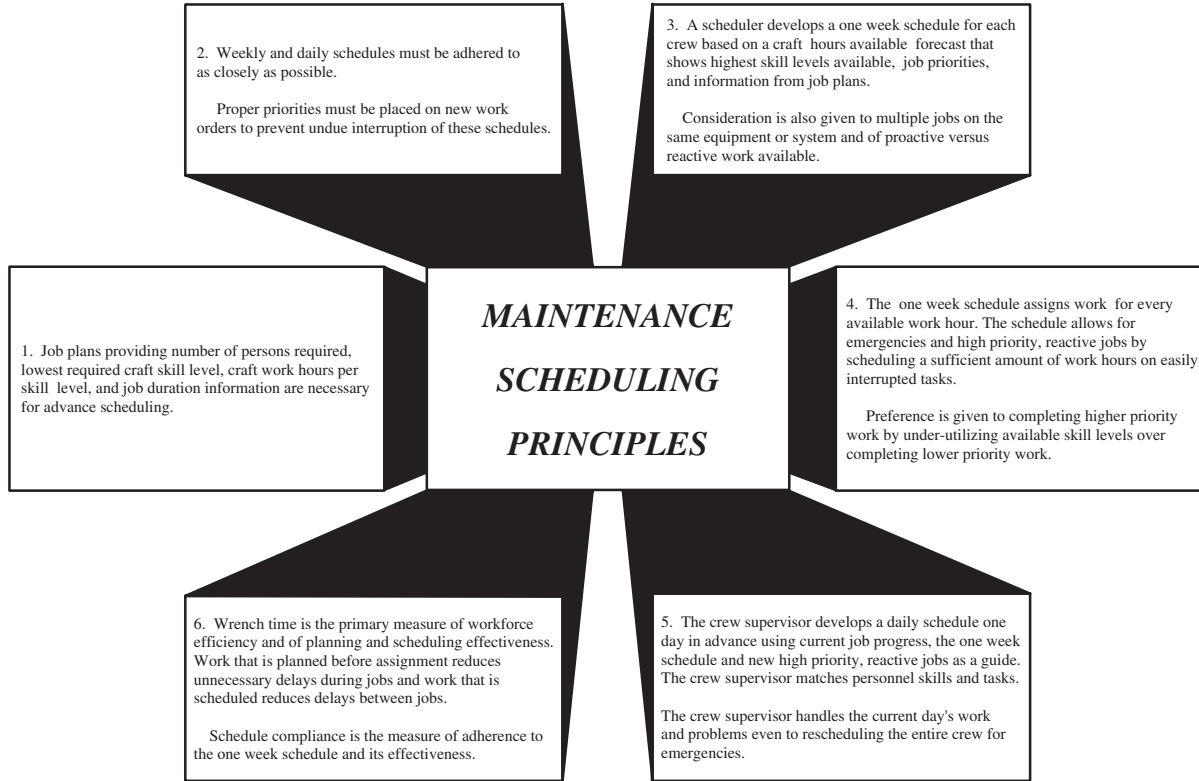 MAINTENANCE
SCHEDULING
PRINCIPLES
1. Job plans providing number of persons required,
lowest required craft skill level, craft work hours per
skill level, and job duration information are necessary
for advance scheduling.
2. Weekly and daily schedules must be adhered to
as closely as possible.
Proper priorities must be placed on new work
orders to prevent undue interruption of these schedules.
3. A scheduler develops a one week schedule for each
crew based on a craft hours available forecast that
shows highest skill levels available, job priorities,
and information from job plans.
Consideration is also given to multiple jobs on the
same equipment or system and of proactive versus
reactive work available.
4. The one week schedule assigns work for every
available work hour. The schedule allows for
emergencies and high priority, reactive jobs by
scheduling a sufficient amount of work hours on easily
interrupted tasks.
Preference is given to completing higher priority
work by under-utilizing available skill levels over
completing lower priority work.
5. The crew supervisor develops a daily schedule one
day in advance using current job progress, the one week
schedule and new high priority, reactive jobs as a guide.
The crew supervisor matches personnel skills and tasks.
The crew supervisor handles the current day's work
and problems even to rescheduling the entire crew for
emergencies.
6. Wrench time is the primary measure of workforce
efficiency and of planning and scheduling effectiveness.
Work that is planned before assignment reduces
unnecessary delays during jobs and work that is
scheduled reduces delays between jobs.
Schedule compliance is the measure of adherence to
the one week schedule and its effectiveness.